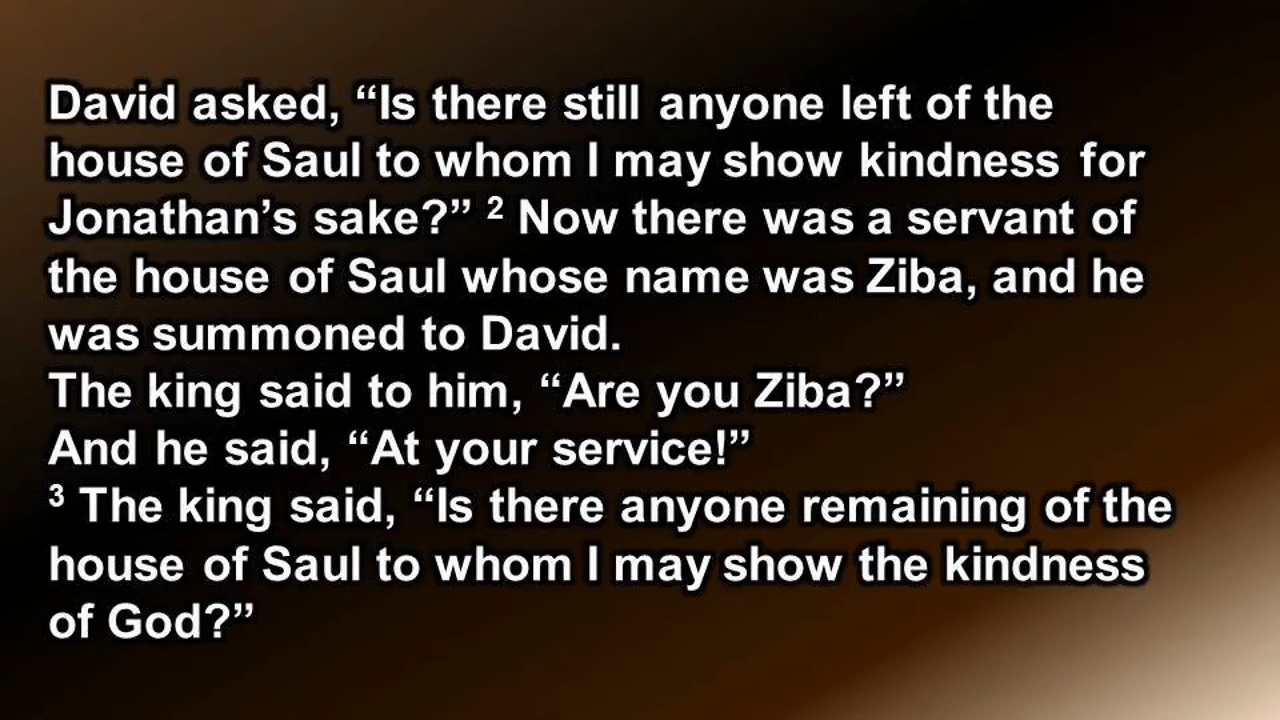 David asked, “Is there still anyone left of the
house of Saul to whom I may show kindness for
Jonathan’s sake?” ² Now there was a servant of
the house of Saul whose name was Ziba, and he
was summoned to David.
The king said to him, “Are you Ziba?”
And he said, “At your service!”
³ The king said, “Is there anyone remaining of the
house of Saul to whom I may show the kindness
of God?”